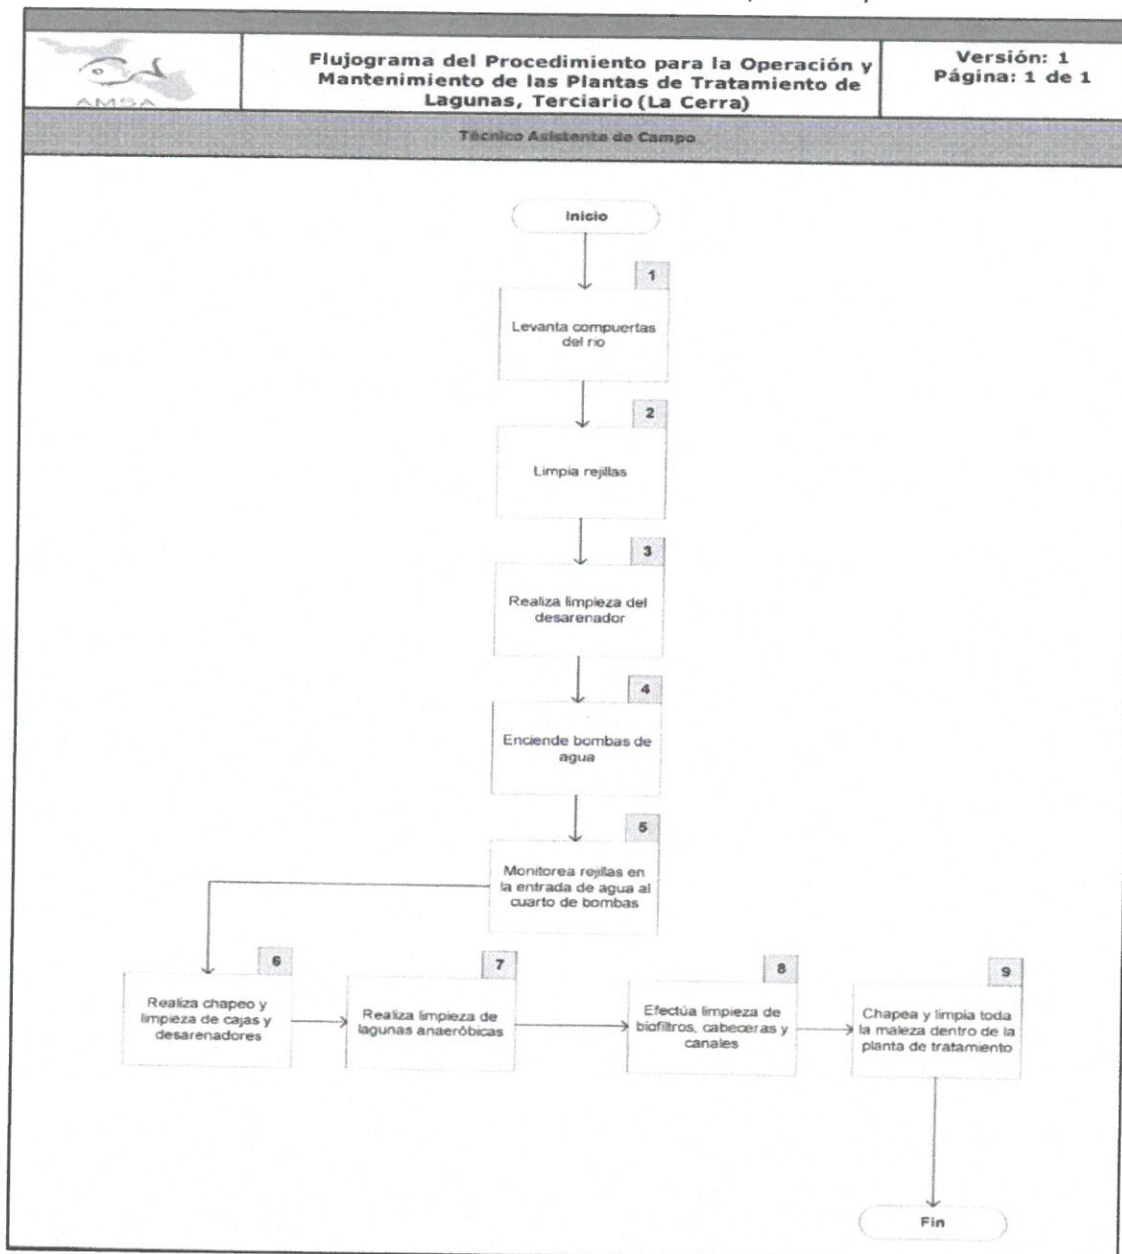 AMSA
Flujograma del Procedimiento para la Operación y
Mantenimiento de las Plantas de Tratamiento de
Lagunas, Terciario (La Cerra)
Versión: 1
Página: 1 de 1
Técnico Asistente de Campo
Inicio
1
Levanta compuertas
del rio
2
Limpia rejillas
3
Realiza limpieza del
desarenador
4
Enciende bombas de
agua
5
Monitorea rejillas en
la entrada de agua al
cuarto de bombas
6
Realiza chapeo y
limpieza de cajas y
desarenadores
7
Realiza limpieza de
lagunas anaeróbicas
8
Efectúa limpieza de
biofiltros, cabeceras y
canales
9
Chapea y limpia toda
la maleza dentro de la
planta de tratamiento
Fin